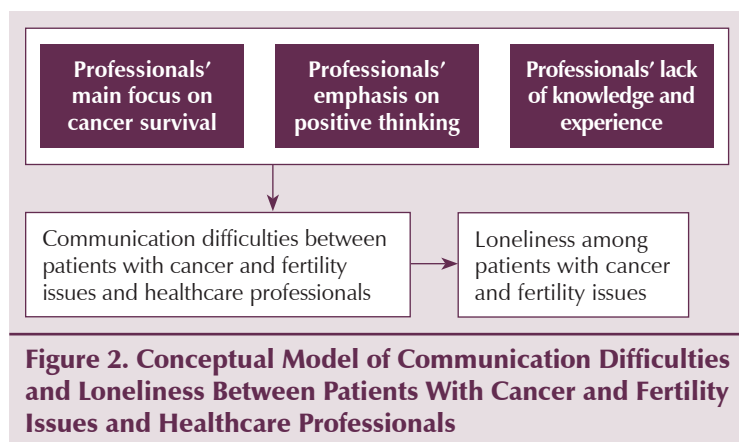 Professionals'
main focus on
cancer survival
Professionals'
emphasis on
positive thinking
Professionals' lack
of knowledge and
experience
Communication difficulties between
patients with cancer and fertility
issues and healthcare professionals
Loneliness among
patients with cancer
and fertility issues
Figure 2. Conceptual Model of Communication Difficulties
and Loneliness Between Patients With Cancer and Fertility
Issues and Healthcare Professionals